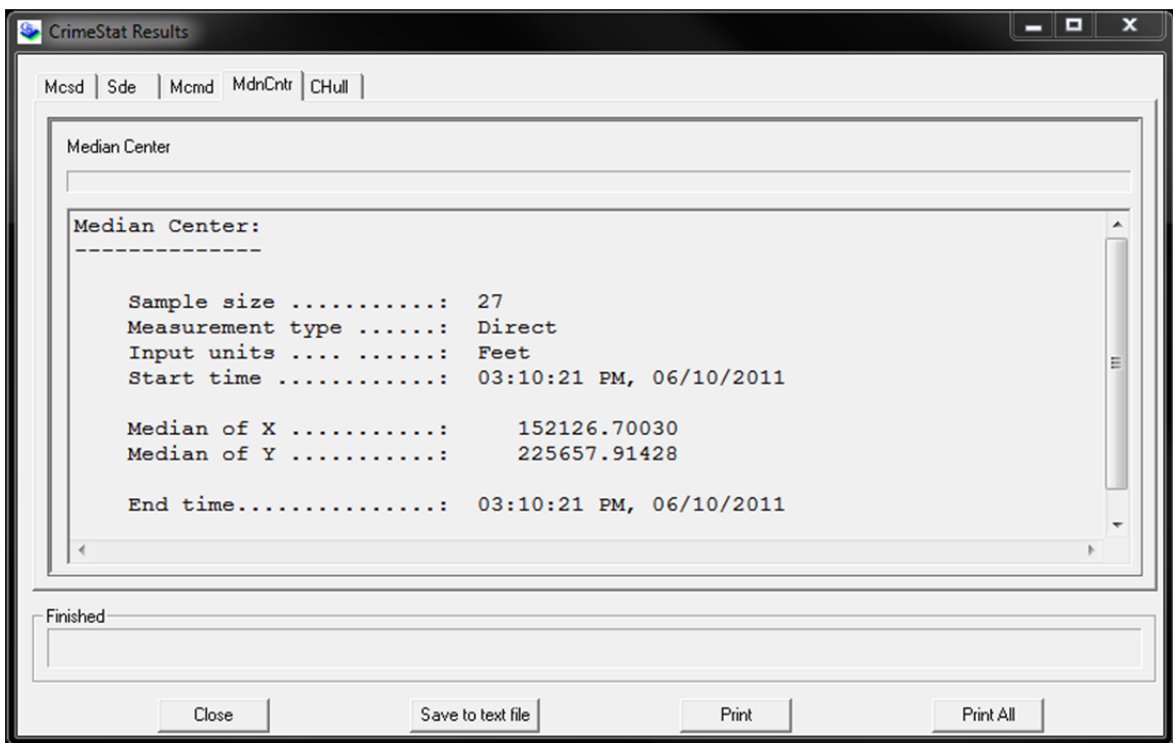 CrimeStat Results
Mcsd Sde Mcmd MdnCntr CHull
Median Center
Median Center:
--------------
Sample size ...........: 27
Measurement type ......: Direct
Input units .... ......: Feet
Start time ............: 03:10:21 PM, 06/10/2011
Median of X ...........: 152126.70030
Median of Y ...........: 225657.91428
End time...............: 03:10:21 PM, 06/10/2011
Finished
Close Save to text file Print Print All